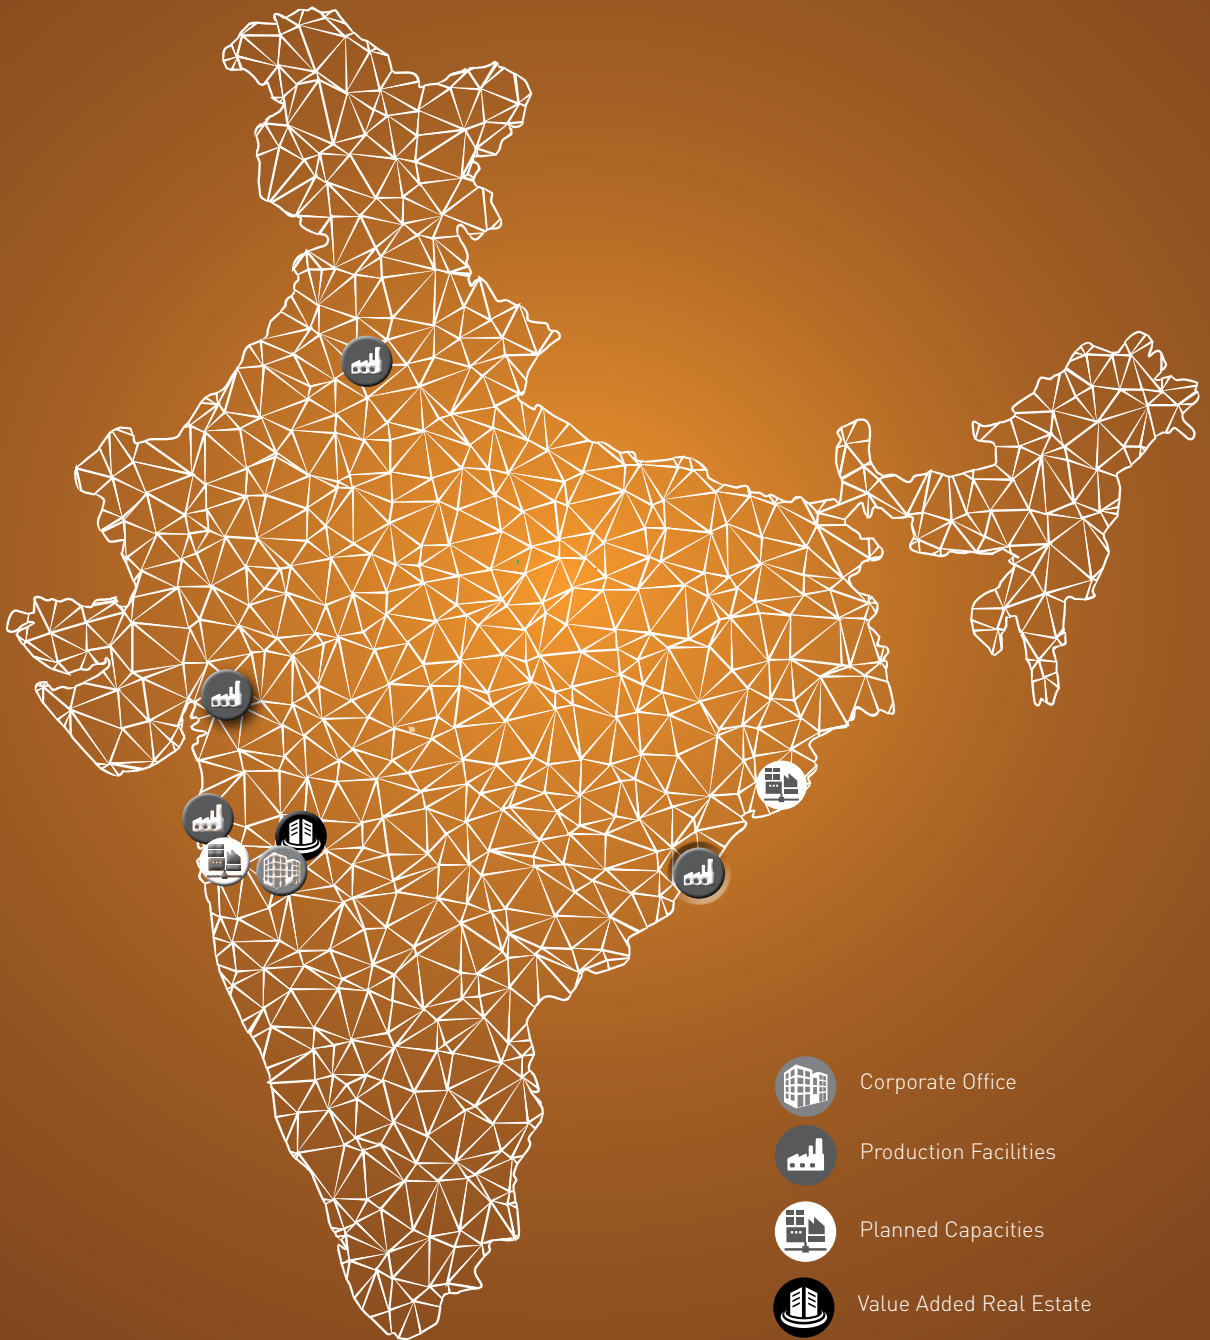 Corporate Office
Production Facilities
Planned Capacities
Value Added Real Estate